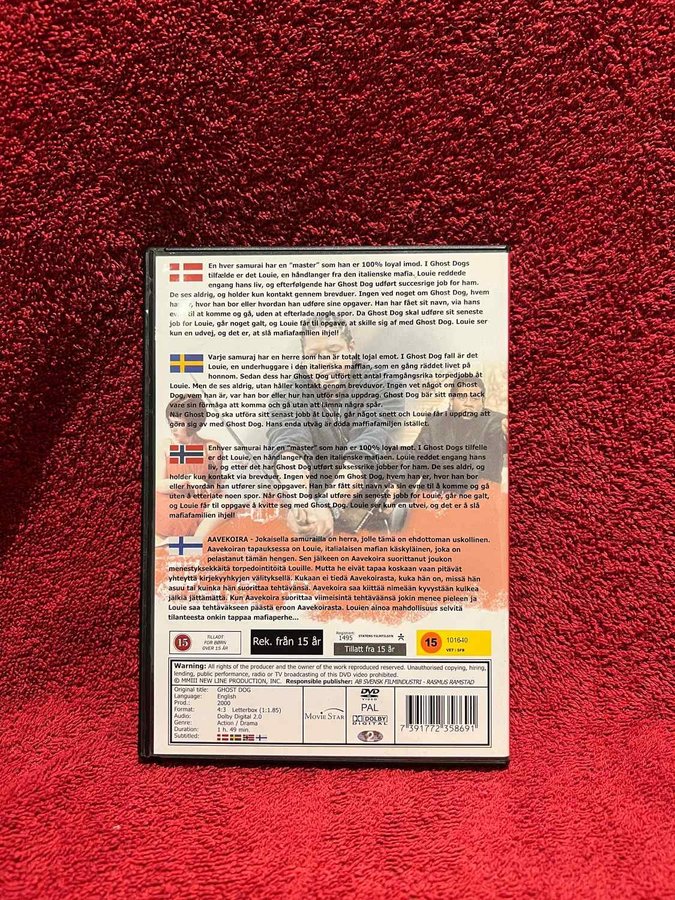 En hver samurai har en "master" som han er 100% loyal imod. I Ghost Dogs
tilfælde er det Louie, en håndlanger fra den italienske mafia. Louie reddede
engang hans liv, og efterfølgende har Ghost Dog udført succesrige job for ham.
De ses aldrig, og holder kun kontakt gennem brevduer. Ingen ved noget om Ghost Dog, hvem
han er, hvor han bor eller hvordan han udføre sine opgaver. Han har fået sit navn, via hans
evne til at komme og gå, uden at efterlade nogle spor. Da Ghost Dog skal udføre sit seneste
job for Louie, går noget galt, og Louie får til opgave, at skille sig af med Ghost Dog. Louie ser
kun en udvej, og det er, at slå mafiafamilien ihjel!
Varje samuraj har en herre som han är totalt lojal emot. I Ghost Dog fall är det
Louie, en underhuggare i den italienska maffian, som en gång räddet livet på
honnom. Sedan dess har Ghost Dog utfört ett antal framgångsrika torpedjobb åt
Louie. Men de ses aldrig, utan håller kontakt genom brevduvor. Ingen vet något om Ghost
Dog, vem han är, var han bor eller hur han utför sina uppdrag. Ghost Dog bär sitt namn tack
vare sin förmåga att komma och gå utan att lämna några spår.
När Ghost Dog ska utföra sitt senast jobb åt Louie, går något snett och Louie får i uppdrag att
göra sig av med Ghost Dog. Hans enda utväg är döda maffiafamiljen istället.
Enhver samurai har en "master" som han er 100% loyal mot. I Ghost Dogs tilfelle
er det Louie, en håndlanger fra den italienske mafiaen. Louie reddet engang hans
liv, og etter det har Ghost Dog utført suksessrike jobber for ham. De ses aldri, og
holder kun kontakt via brevduer. Ingen ved noe om Ghost Dog, hvem han er, hvor han bor
eller hvordan han utfører sine oppgaver. Han har fått sitt navn via sin evne til å komme og gå
uten å etterlate noen spor. Når Ghost Dog skal utføre sin seneste jobb for Louie, går noe galt,
og Louie får til oppgave å kvitte seg med Ghost Dog. Louie ser kun en utvei, og det er å slå
mafiafamilien ihjel!
AAVEKOIRA - Jokaisella samurailla on herra, jolle tämä on ehdottoman uskollinen.
Aavekoiran tapauksessa on Louie, italialaisen mafian käskyläinen, joka on
pelastanut tämän hengen. Sen jälkeen on Aavekoira suorittanut joukon
menestyksekkäitä torpedointitöitä Louille. Mutta he eivät tapaa koskaan vaan pitävät
yhteyttä kirjekyyhkyjen välityksellä. Kukaan ei tiedä Aavekoirasta, kuka hän on, missä hän
asuu tai kuinka hän suorittaa tehtävänsä. Aavekoira saa kiittää nimeään kyvystään kulkea
jälkiä jättämättä. Kun Aavekoira suorittaa viimeisintä tehtäväänsä jokin menee pieleen ja
Louie saa tehtäväkseen päästä eroon Aavekoirasta. Louien ainoa mahdollisuus selvitä
tilanteesta onkin tappaa mafiaperhe...
15 TILLADT FOR BØRN OVER 15 ÅR Rek. från 15 år 1495 STATENS FILMTILSYN Tillatt fra 15 år 15 101640 VET / SFB
Warning: All rights of the producer and the owner of the work reproduced reserved. Unauthorised copying, hiring,
lending, public performance, radio or TV broadcasting of this DVD video prohibited.
© MMIII NEW LINE PRODUCTION, INC. Responsible publisher: AB SVENSK FILMINDUSTRI - RASMUS RAMSTAD
Original title: GHOST DOG
Language: English
Prod.: 2000
Format: 4:3 Letterbox (1:1.85)
Audio: Dolby Digital 2.0
Genre: Action / Drama
Duration: 1 h. 49 min.
Subtitled:
MOVIE STAR
DVD VIDEO
PAL
DOLBY DIGITAL
2
7 391772 358691